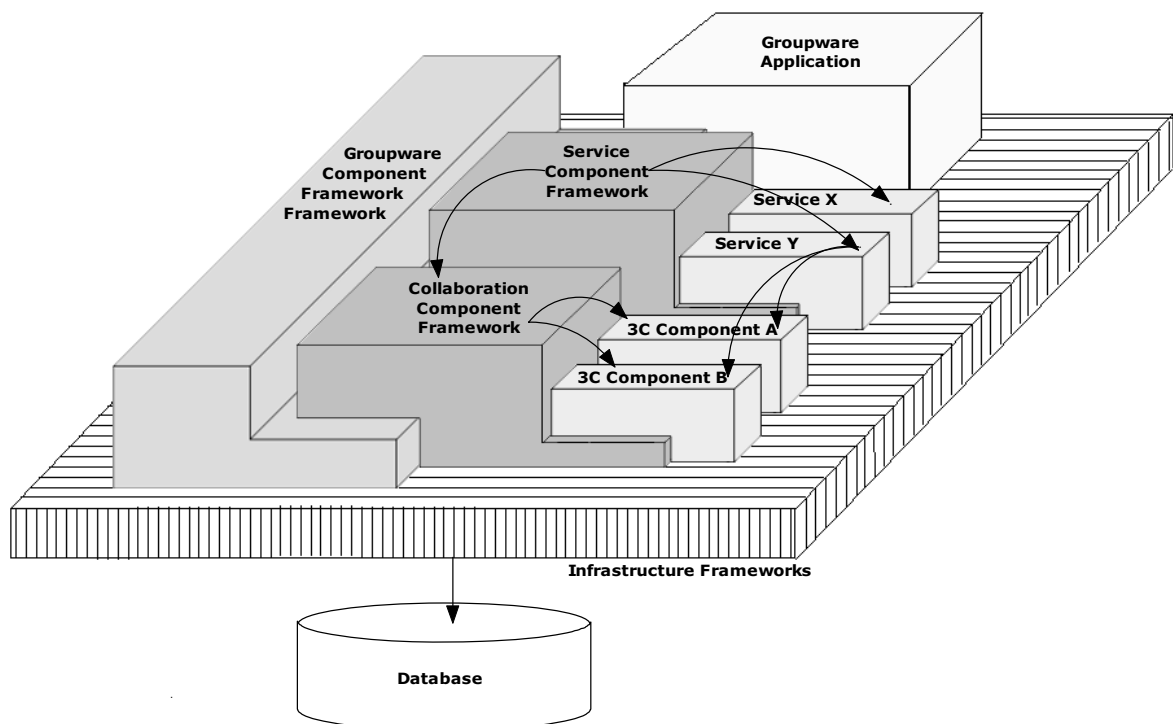 Groupware
Application
Groupware
Component
Framework
Framework
Service
Component
Framework
Service X
Service Y
Collaboration
Component
Framework
3C Component A
3C Component B
Infrastructure Frameworks
Database